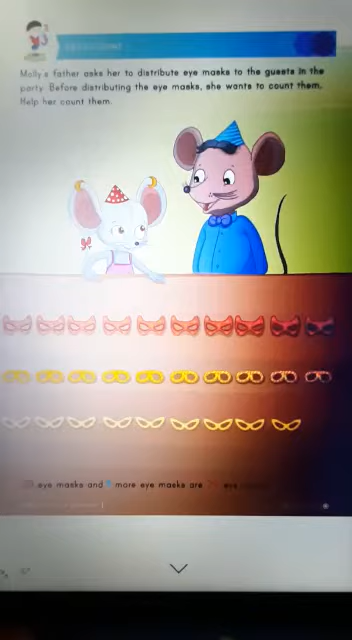 Molly's father asks her to distribute eye masks to the guests in the
party. Before distributing the eye masks, she wants to count them.
Help her count them.
eye masks and more eye masks are eye